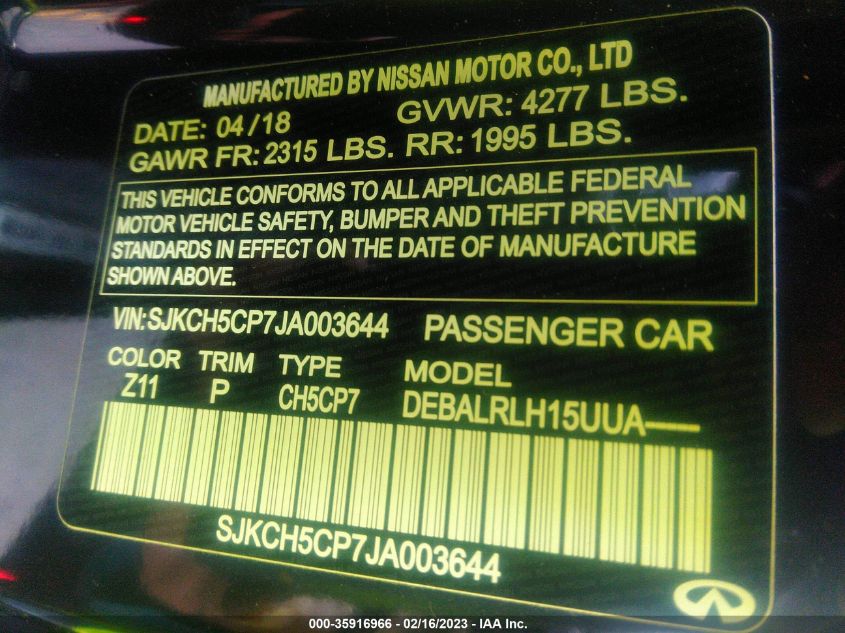 MANUFACTURED BY NISSAN MOTOR CO., LTD
DATE: 04/18 GVWR: 4277 LBS.
GAWR FR: 2315 LBS. RR: 1995 LBS.
THIS VEHICLE CONFORMS TO ALL APPLICABLE FEDERAL
MOTOR VEHICLE SAFETY, BUMPER AND THEFT PREVENTION
STANDARDS IN EFFECT ON THE DATE OF MANUFACTURE
SHOWN ABOVE.
VIN: SJKCH5CP7JA003644 PASSENGER CAR
COLOR TRIM TYPE MODEL
Z11 P CH5CP7 DEBALRLH15UUA-----
SJKCH5CP7JA003644
000-35916966 - 02/16/2023 - IAA Inc.